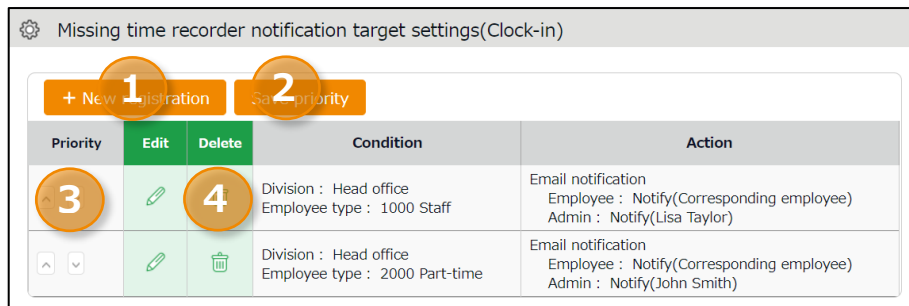 Missing time recorder notification target settings(Clock-in)
1 2
+ New registration Save priority
Priority Edit Delete Condition Action
3 4
Division : Head office
Employee type : 1000 Staff
Email notification
Employee : Notify(Corresponding employee)
Admin : Notify(Lisa Taylor)
Division : Head office
Employee type : 2000 Part-time
Email notification
Employee : Notify(Corresponding employee)
Admin : Notify(John Smith)